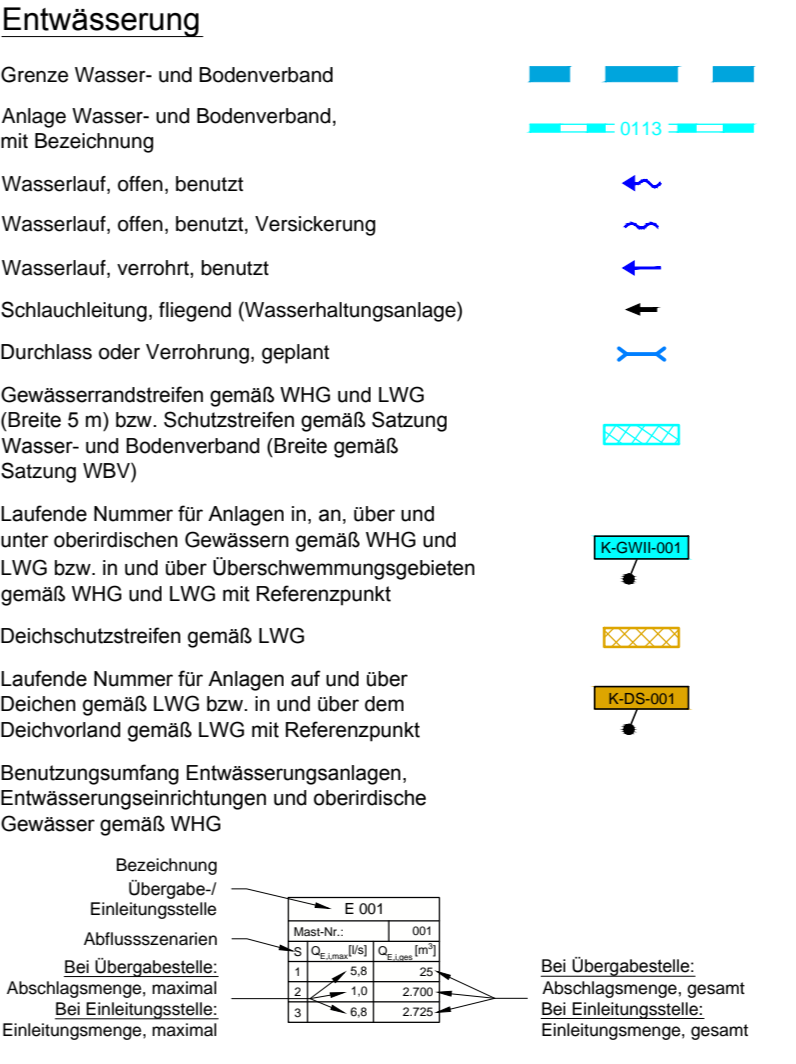 Entwässerung
Grenze Wasser- und Bodenverband
Anlage Wasser- und Bodenverband,
mit Bezeichnung
0113
Wasserlauf, offen, benutzt
Wasserlauf, offen, benutzt, Versickerung
Wasserlauf, verrohrt, benutzt
Schlauchleitung, fliegend (Wasserhaltungsanlage)
Durchlass oder Verrohrung, geplant
Gewässerrandstreifen gemäß WHG und LWG
(Breite 5 m) bzw. Schutzstreifen gemäß Satzung
Wasser- und Bodenverband (Breite gemäß
Satzung WBV)
Laufende Nummer für Anlagen in, an, über und
unter oberirdischen Gewässern gemäß WHG und
LWG bzw. in und über Überschwemmungsgebieten
gemäß WHG und LWG mit Referenzpunkt
K-GWII-001
Deichschutzstreifen gemäß LWG
Laufende Nummer für Anlagen auf und über
Deichen gemäß LWG bzw. in und über dem
Deichvorland gemäß LWG mit Referenzpunkt
K-DS-001
Benutzungsumfang Entwässerungsanlagen,
Entwässerungseinrichtungen und oberirdische
Gewässer gemäß WHG
Bezeichnung
Übergabe-/
Einleitungsstelle
Abflussszenarien
Bei Übergabestelle:
Abschlagsmenge, maximal
Bei Einleitungsstelle:
Einleitungsmenge, maximal
E 001
Mast-Nr.: 001
S Q_E,i,max [l/s] Q_E,i,ges [m³]
1 5,8 25
2 1,0 2.700
3 6,8 2.725
Bei Übergabestelle:
Abschlagsmenge, gesamt
Bei Einleitungsstelle:
Einleitungsmenge, gesamt